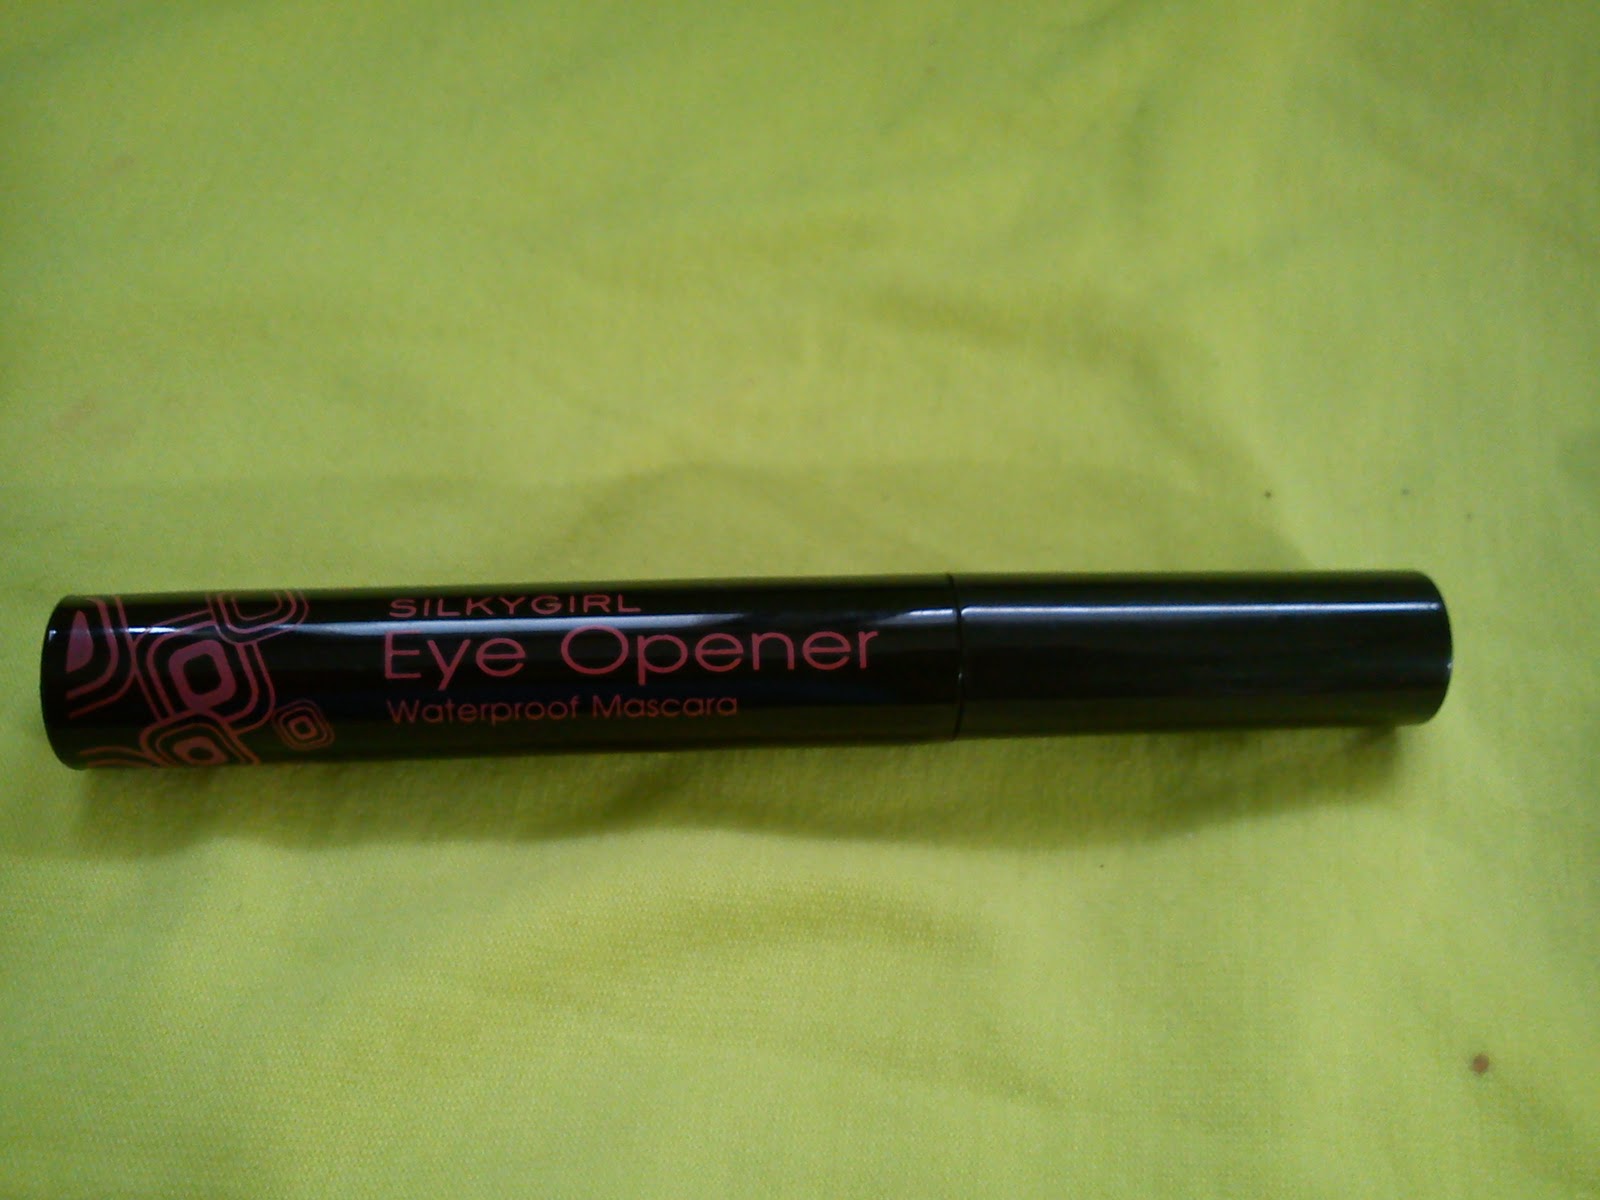 SILKYGIRL
Eye Opener
Waterproof Mascara